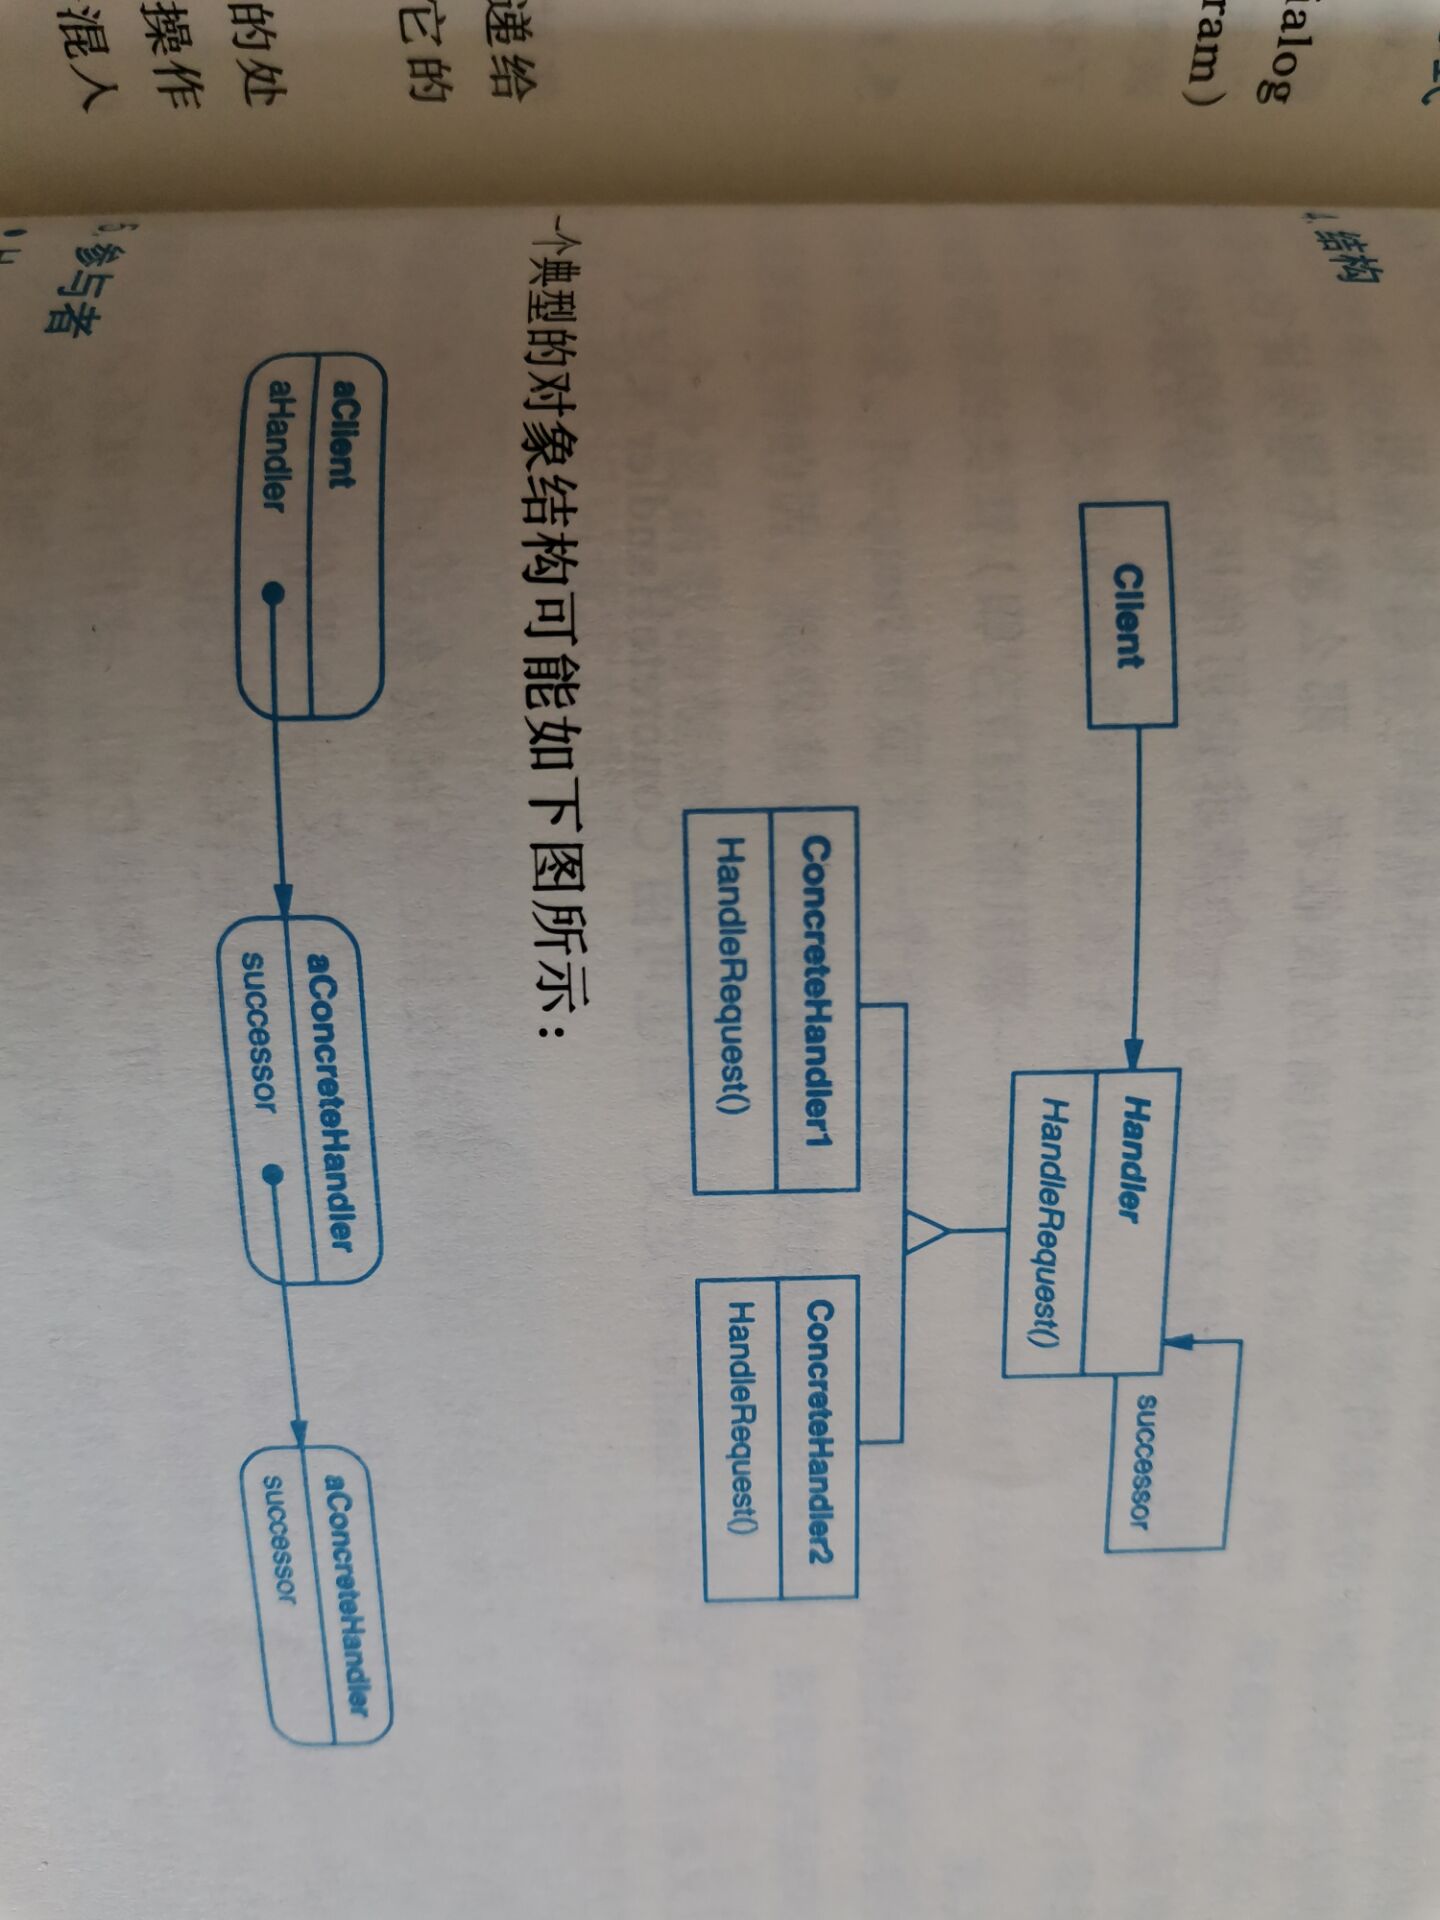 ialog
ram）
递给
它的
的处
操作
混人
4. 结构
Client
Handler
HandleRequest()
successor
ConcreteHandler1
HandleRequest()
ConcreteHandler2
HandleRequest()
一个典型的对象结构可能如下图所示：
aClient
aHandler
aConcreteHandler
successor
aConcreteHandler
successor
5. 参与者